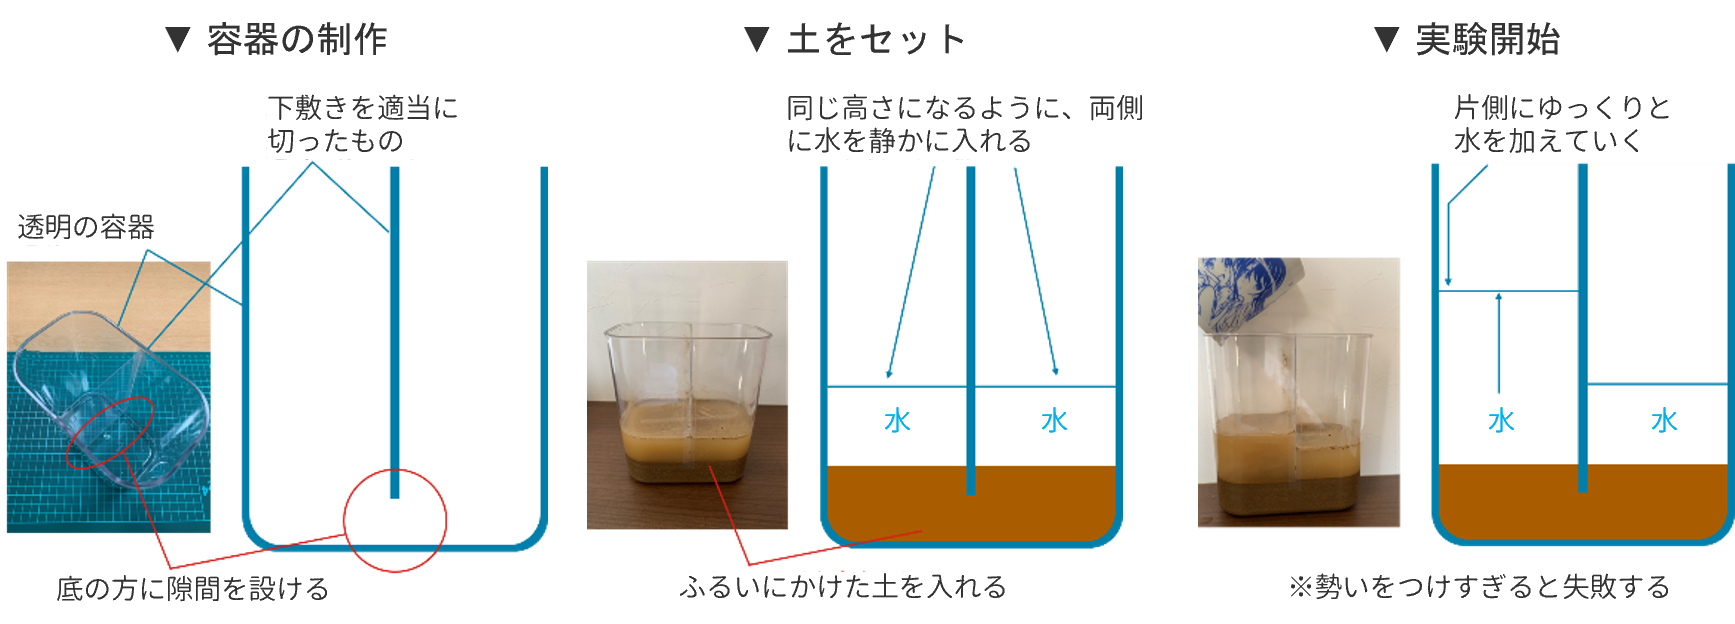 ▼ 容器の制作
下敷きを適当に
切ったもの
透明の容器
底の方に隙間を設ける
▼ 土をセット
同じ高さになるように、両側
に水を静かに入れる
水
水
ふるいにかけた土を入れる
▼ 実験開始
片側にゆっくりと
水を加えていく
水
水
※勢いをつけすぎると失敗する